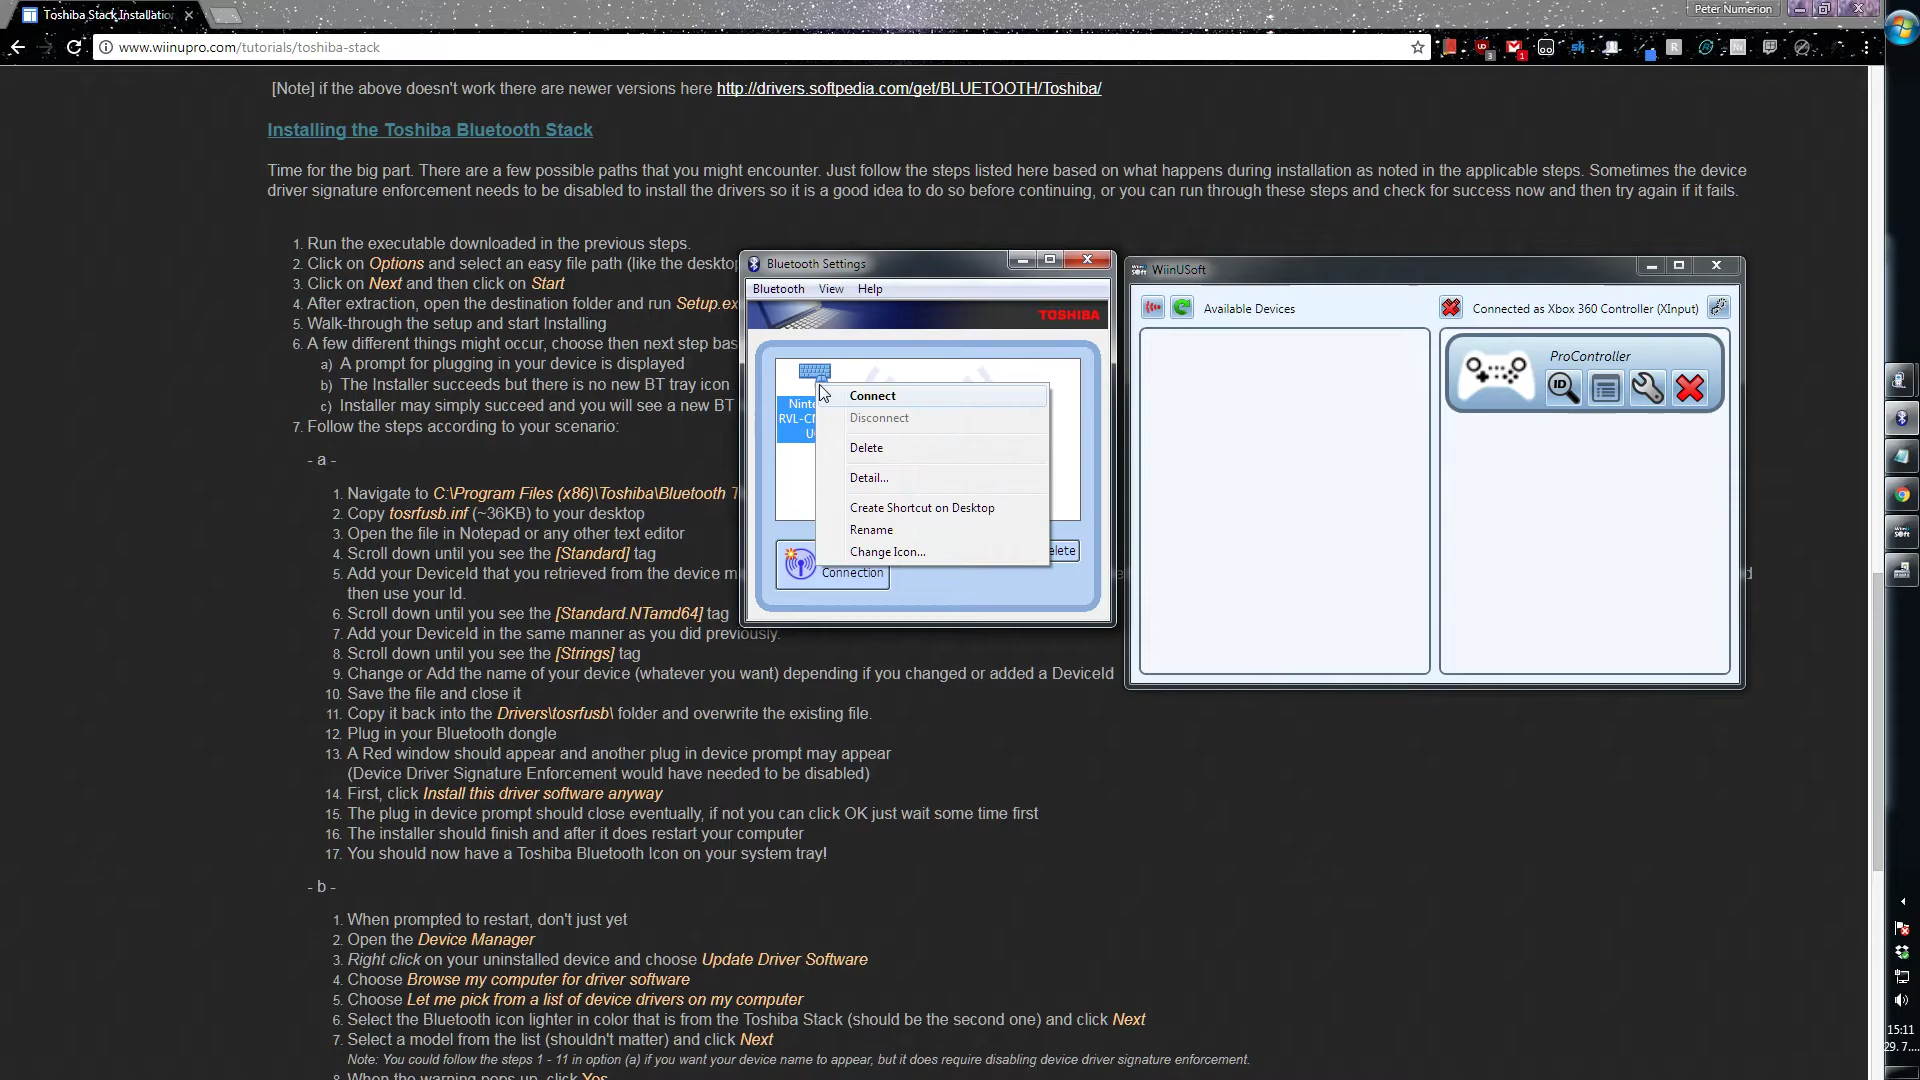 Toshiba Stack Installatio
Peter Numerion
www.wiinupro.com/tutorials/toshiba-stack
[Note] if the above doesn't work there are newer versions here http://drivers.softpedia.com/get/BLUETOOTH/Toshiba/
Installing the Toshiba Bluetooth Stack
Time for the big part. There are a few possible paths that you might encounter. Just follow the steps listed here based on what happens during installation as noted in the applicable steps. Sometimes the device
driver signature enforcement needs to be disabled to install the drivers so it is a good idea to do so before continuing, or you can run through these steps and check for success now and then try again if it fails.
1. Run the executable downloaded in the previous steps.
2. Click on Options and select an easy file path (like the desktop
3. Click on Next and then click on Start
4. After extraction, open the destination folder and run Setup.ex
5. Walk-through the setup and start Installing
6. A few different things might occur, choose then next step bas
a) A prompt for plugging in your device is displayed
b) The Installer succeeds but there is no new BT tray icon
c) Installer may simply succeed and you will see a new BT
7. Follow the steps according to your scenario:
- a -
1. Navigate to C:\Program Files (x86)\Toshiba\Bluetooth T
2. Copy tosrfusb.inf (~36KB) to your desktop
3. Open the file in Notepad or any other text editor
4. Scroll down until you see the [Standard] tag
5. Add your DeviceId that you retrieved from the device m
then use your Id.
6. Scroll down until you see the [Standard.NTamd64] tag
7. Add your DeviceId in the same manner as you did previously.
8. Scroll down until you see the [Strings] tag
9. Change or Add the name of your device (whatever you want) depending if you changed or added a DeviceId
10. Save the file and close it
11. Copy it back into the Drivers\tosrfusb\ folder and overwrite the existing file.
12. Plug in your Bluetooth dongle
13. A Red window should appear and another plug in device prompt may appear
(Device Driver Signature Enforcement would have needed to be disabled)
14. First, click Install this driver software anyway
15. The plug in device prompt should close eventually, if not you can click OK just wait some time first
16. The installer should finish and after it does restart your computer
17. You should now have a Toshiba Bluetooth Icon on your system tray!
- b -
1. When prompted to restart, don't just yet
2. Open the Device Manager
3. Right click on your uninstalled device and choose Update Driver Software
4. Choose Browse my computer for driver software
5. Choose Let me pick from a list of device drivers on my computer
6. Select the Bluetooth icon lighter in color that is from the Toshiba Stack (should be the second one) and click Next
7. Select a model from the list (shouldn't matter) and click Next
Note: You could follow the steps 1 - 11 in option (a) if you want your device name to appear, but it does require disabling device driver signature enforcement.
8. When the warning pops up, click Yes
Bluetooth Settings
Bluetooth View Help
TOSHIBA
Ninte
RVL-CN
U
Connect
Disconnect
Delete
Detail...
Create Shortcut on Desktop
Rename
Change Icon...
elete
Connection
WiinUSoft
Available Devices
Connected as Xbox 360 Controller (XInput)
ProController
ID
15:11
29. 7....